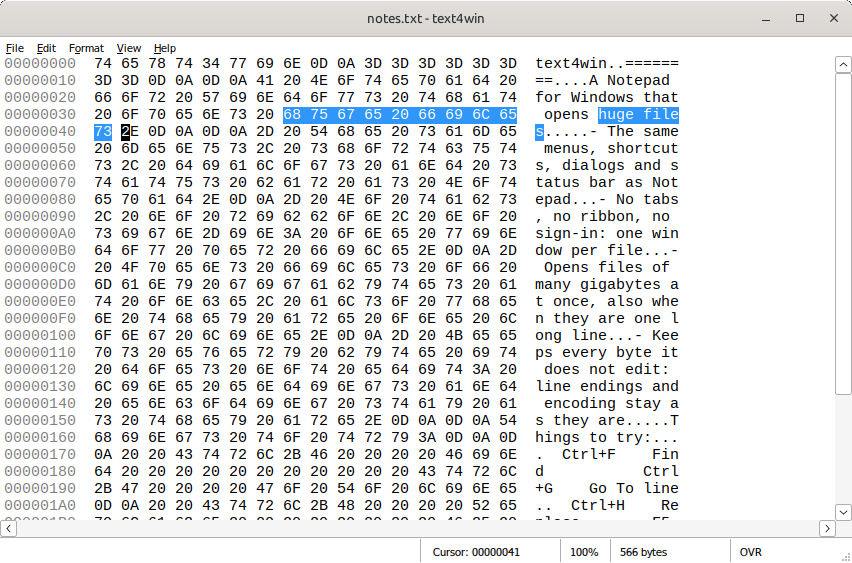 notes.txt - text4win
File Edit Format View Help
00000000 74 65 78 74 34 77 69 6E 0D 0A 3D 3D 3D 3D 3D 3D text4win..======
00000010 3D 3D 0D 0A 0D 0A 41 20 4E 6F 74 65 70 61 64 20 ==....A Notepad
00000020 66 6F 72 20 57 69 6E 64 6F 77 73 20 74 68 61 74 for Windows that
00000030 20 6F 70 65 6E 73 20 68 75 67 65 20 66 69 6C 65 opens huge file
00000040 73 2E 0D 0A 0D 0A 2D 20 54 68 65 20 73 61 6D 65 s.....- The same
00000050 20 6D 65 6E 75 73 2C 20 73 68 6F 72 74 63 75 74 menus, shortcut
00000060 73 2C 20 64 69 61 6C 6F 67 73 20 61 6E 64 20 73 s, dialogs and s
00000070 74 61 74 75 73 20 62 61 72 20 61 73 20 4E 6F 74 tatus bar as Not
00000080 65 70 61 64 2E 0D 0A 2D 20 4E 6F 20 74 61 62 73 epad...- No tabs
00000090 2C 20 6E 6F 20 72 69 62 62 6F 6E 2C 20 6E 6F 20 , no ribbon, no
000000A0 73 69 67 6E 2D 69 6E 3A 20 6F 6E 65 20 77 69 6E sign-in: one win
000000B0 64 6F 77 20 70 65 72 20 66 69 6C 65 2E 0D 0A 2D dow per file...-
000000C0 20 4F 70 65 6E 73 20 66 69 6C 65 73 20 6F 66 20 Opens files of
000000D0 6D 61 6E 79 20 67 69 67 61 62 79 74 65 73 20 61 many gigabytes a
000000E0 74 20 6F 6E 63 65 2C 20 61 6C 73 6F 20 77 68 65 t once, also whe
000000F0 6E 20 74 68 65 79 20 61 72 65 20 6F 6E 65 20 6C n they are one l
00000100 6F 6E 67 20 6C 69 6E 65 2E 0D 0A 2D 20 4B 65 65 ong line...- Kee
00000110 70 73 20 65 76 65 72 79 20 62 79 74 65 20 69 74 ps every byte it
00000120 20 64 6F 65 73 20 6E 6F 74 20 65 64 69 74 3A 20 does not edit:
00000130 6C 69 6E 65 20 65 6E 64 69 6E 67 73 20 61 6E 64 line endings and
00000140 20 65 6E 63 6F 64 69 6E 67 20 73 74 61 79 20 61 encoding stay a
00000150 73 20 74 68 65 79 20 61 72 65 2E 0D 0A 0D 0A 54 s they are.....T
00000160 68 69 6E 67 73 20 74 6F 20 74 72 79 3A 0D 0A 0D hings to try:...
00000170 0A 20 20 43 74 72 6C 2B 46 20 20 20 20 46 69 6E .  Ctrl+F    Fin
00000180 64 20 20 20 20 20 20 20 20 20 20 20 43 74 72 6C d           Ctrl
00000190 2B 47 20 20 20 20 47 6F 20 54 6F 20 6C 69 6E 65 +G    Go To line
000001A0 0D 0A 20 20 43 74 72 6C 2B 48 20 20 20 20 52 65 ..  Ctrl+H    Re
Cursor: 00000041 100% 566 bytes OVR